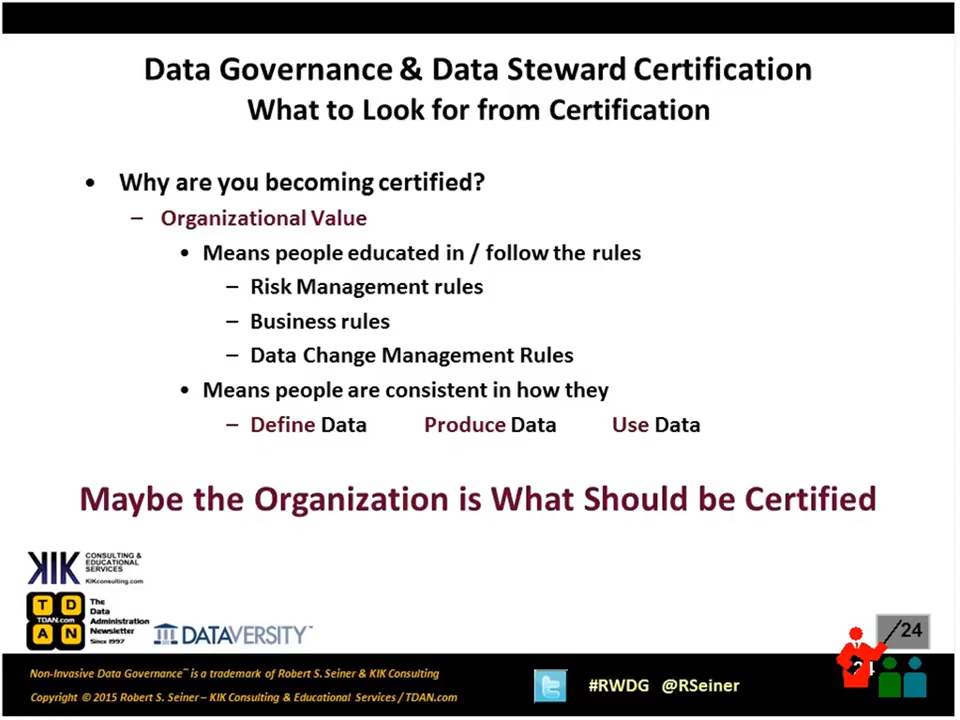 Data Governance & Data Steward Certification
What to Look for from Certification
• Why are you becoming certified?
– Organizational Value
• Means people educated in / follow the rules
– Risk Management rules
– Business rules
– Data Change Management Rules
• Means people are consistent in how they
– Define Data Produce Data Use Data
Maybe the Organization is What Should be Certified
KIK CONSULTING &
EDUCATIONAL
SERVICES
KIKconsulting.com
T D
TDAN.com
A N
The
Data
Administration
Newsletter
Since 1997
DATAVERSITY™
/24
24
Non-Invasive Data Governance™ is a trademark of Robert S. Seiner & KIK Consulting
Copyright © 2015 Robert S. Seiner – KIK Consulting & Educational Services / TDAN.com
#RWDG @RSeiner